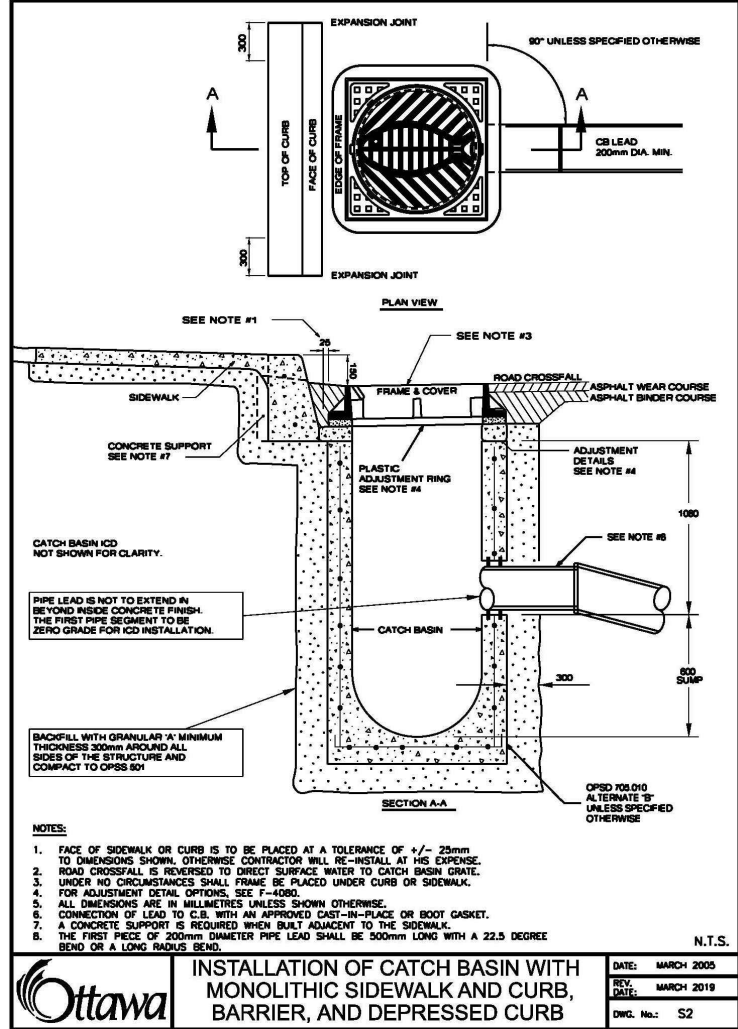 EXPANSION JOINT
300
90° UNLESS SPECIFIED OTHERWISE
A
A
TOP OF CURB
FACE OF CURB
EDGE OF FRAME
CB LEAD
200mm DIA. MIN.
300
EXPANSION JOINT
PLAN VIEW
SEE NOTE #1
25
150
SEE NOTE #3
ROAD CROSSFALL
FRAME & COVER
ASPHALT WEAR COURSE
ASPHALT BINDER COURSE
SIDEWALK
CONCRETE SUPPORT
SEE NOTE #7
PLASTIC
ADJUSTMENT RING
SEE NOTE #4
ADJUSTMENT
DETAILS
SEE NOTE #4
1080
CATCH BASIN ICD
NOT SHOWN FOR CLARITY.
SEE NOTE #8
PIPE LEAD IS NOT TO EXTEND IN
BEYOND INSIDE CONCRETE FINISH.
THE FIRST PIPE SEGMENT TO BE
ZERO GRADE FOR ICD INSTALLATION.
CATCH BASIN
300
600
SUMP
BACKFILL WITH GRANULAR 'A' MINIMUM
THICKNESS 300mm AROUND ALL
SIDES OF THE STRUCTURE AND
COMPACT TO OPSS 501
SECTION A-A
OPSD 705.010
ALTERNATE "B"
UNLESS SPECIFIED
OTHERWISE
NOTES:
1. FACE OF SIDEWALK OR CURB IS TO BE PLACED AT A TOLERANCE OF +/- 25mm
TO DIMENSIONS SHOWN, OTHERWISE CONTRACTOR WILL RE-INSTALL AT HIS EXPENSE.
2. ROAD CROSSFALL IS REVERSED TO DIRECT SURFACE WATER TO CATCH BASIN GRATE.
3. UNDER NO CIRCUMSTANCES SHALL FRAME BE PLACED UNDER CURB OR SIDEWALK.
4. FOR ADJUSTMENT DETAIL OPTIONS, SEE F-4080.
5. ALL DIMENSIONS ARE IN MILLIMETRES UNLESS SHOWN OTHERWISE.
6. CONNECTION OF LEAD TO C.B. WITH AN APPROVED CAST-IN-PLACE OR BOOT GASKET.
7. A CONCRETE SUPPORT IS REQUIRED WHEN BUILT ADJACENT TO THE SIDEWALK.
8. THE FIRST PIECE OF 200mm DIAMETER PIPE LEAD SHALL BE 500mm LONG WITH A 22.5 DEGREE
BEND OR A LONG RADIUS BEND.
N.T.S.
Ottawa
INSTALLATION OF CATCH BASIN WITH
MONOLITHIC SIDEWALK AND CURB,
BARRIER, AND DEPRESSED CURB
DATE: MARCH 2005
REV.
DATE: MARCH 2019
DWG. No.: S2